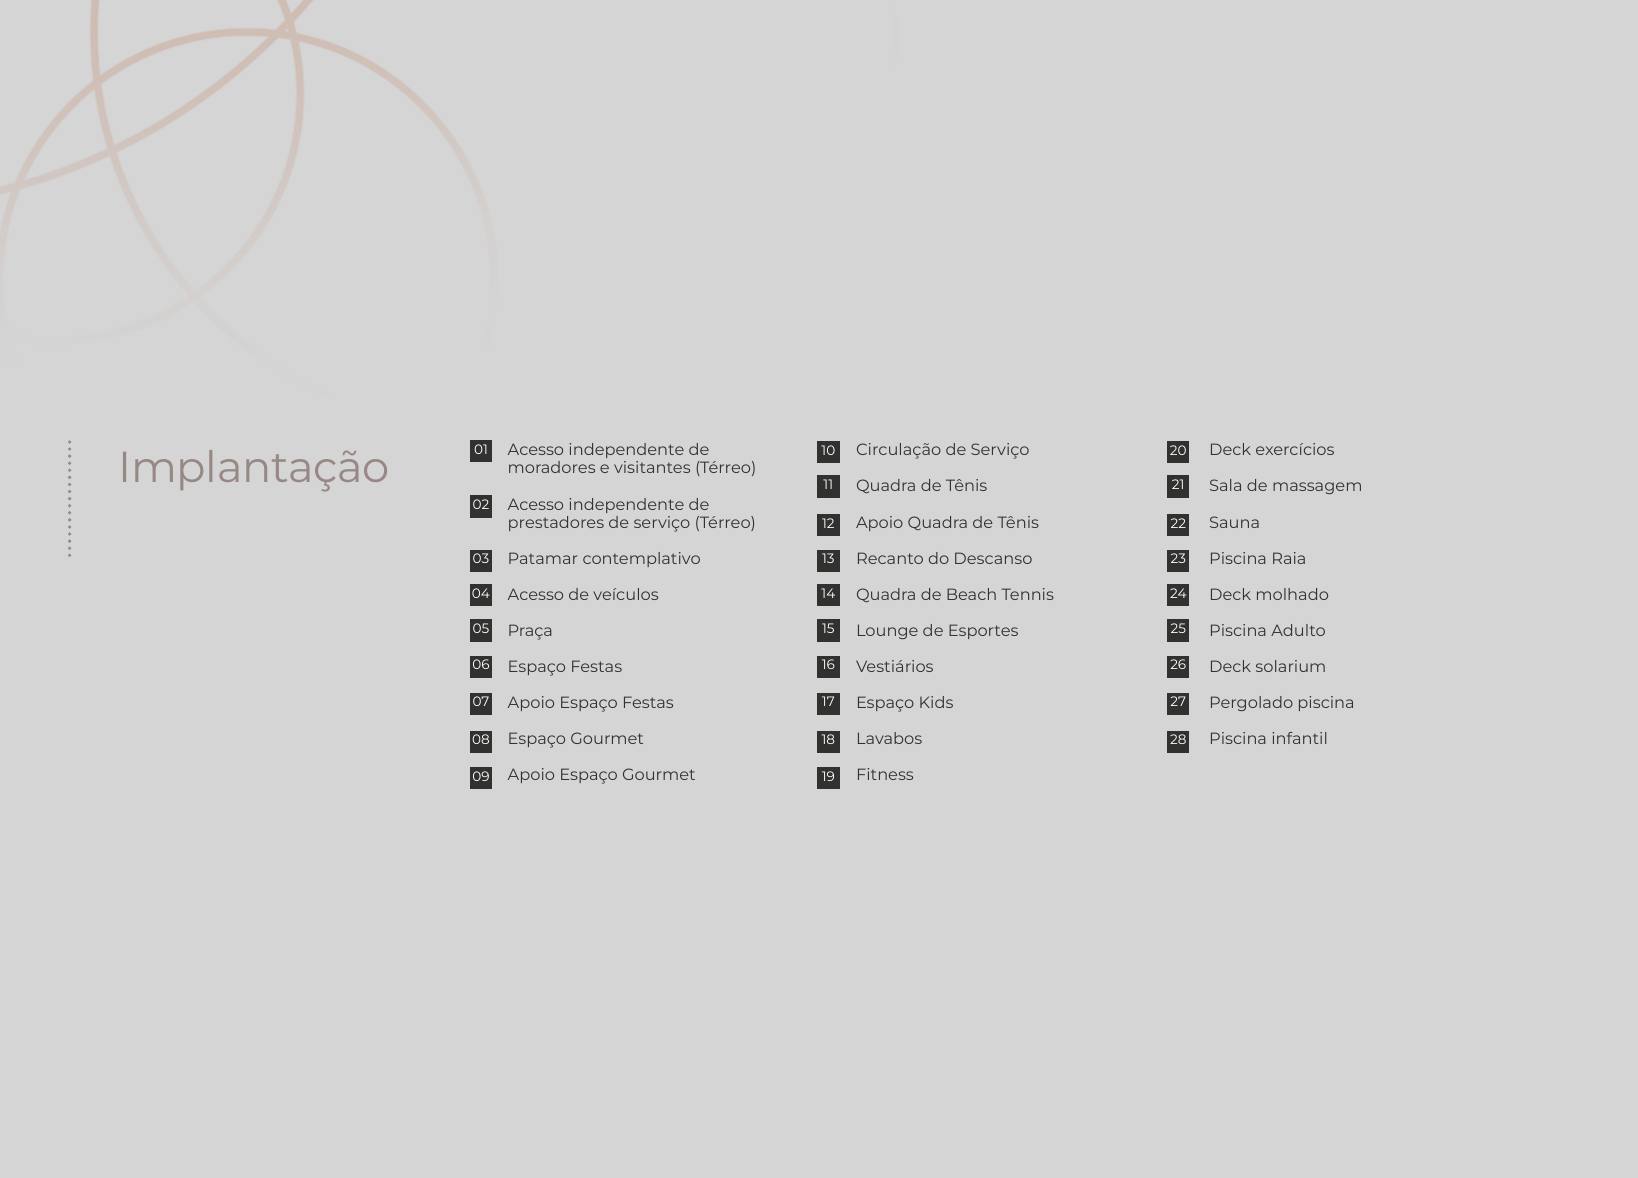 Implantação
01 Acesso independente de
moradores e visitantes (Térreo)
02 Acesso independente de
prestadores de serviço (Térreo)
03 Patamar contemplativo
04 Acesso de veículos
05 Praça
06 Espaço Festas
07 Apoio Espaço Festas
08 Espaço Gourmet
09 Apoio Espaço Gourmet
10 Circulação de Serviço
11 Quadra de Tênis
12 Apoio Quadra de Tênis
13 Recanto do Descanso
14 Quadra de Beach Tennis
15 Lounge de Esportes
16 Vestiários
17 Espaço Kids
18 Lavabos
19 Fitness
20 Deck exercícios
21 Sala de massagem
22 Sauna
23 Piscina Raia
24 Deck molhado
25 Piscina Adulto
26 Deck solarium
27 Pergolado piscina
28 Piscina infantil